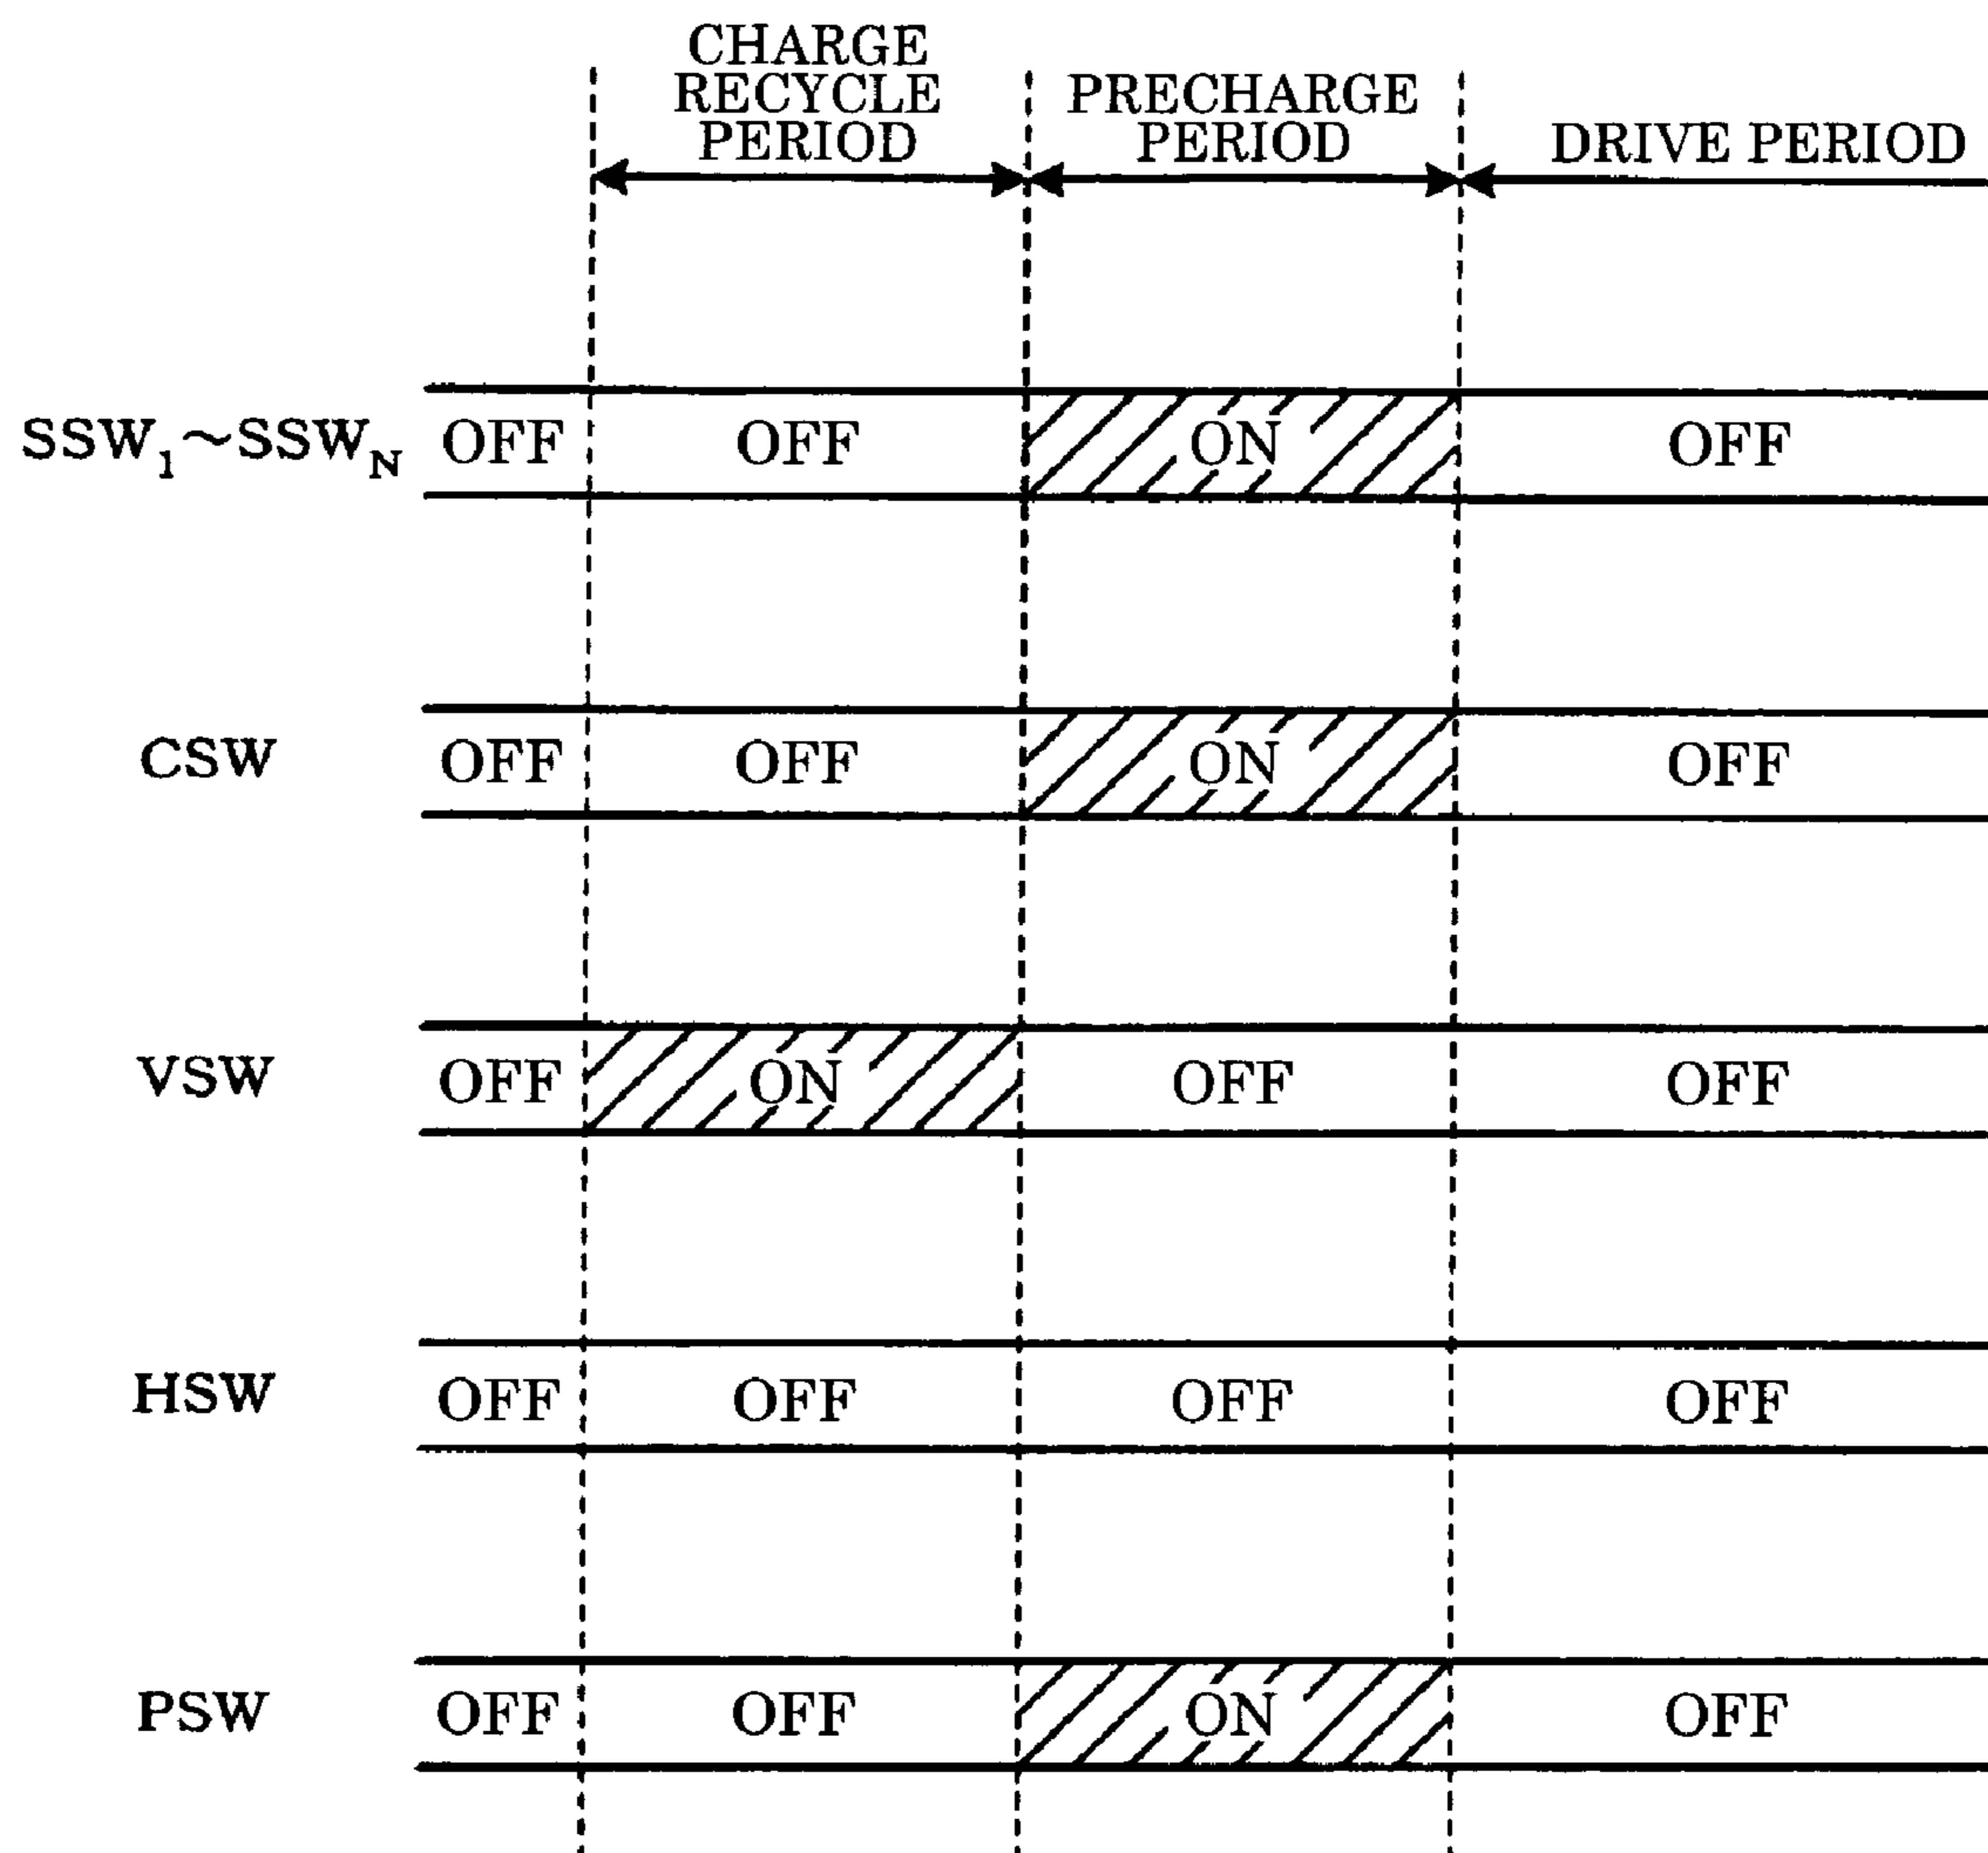 CHARGE
RECYCLE
PERIOD
PRECHARGE
PERIOD
DRIVE PERIOD
SSW1~SSWN OFF OFF ON OFF
CSW OFF OFF ON OFF
VSW OFF ON OFF OFF
HSW OFF OFF OFF OFF
PSW OFF OFF ON OFF